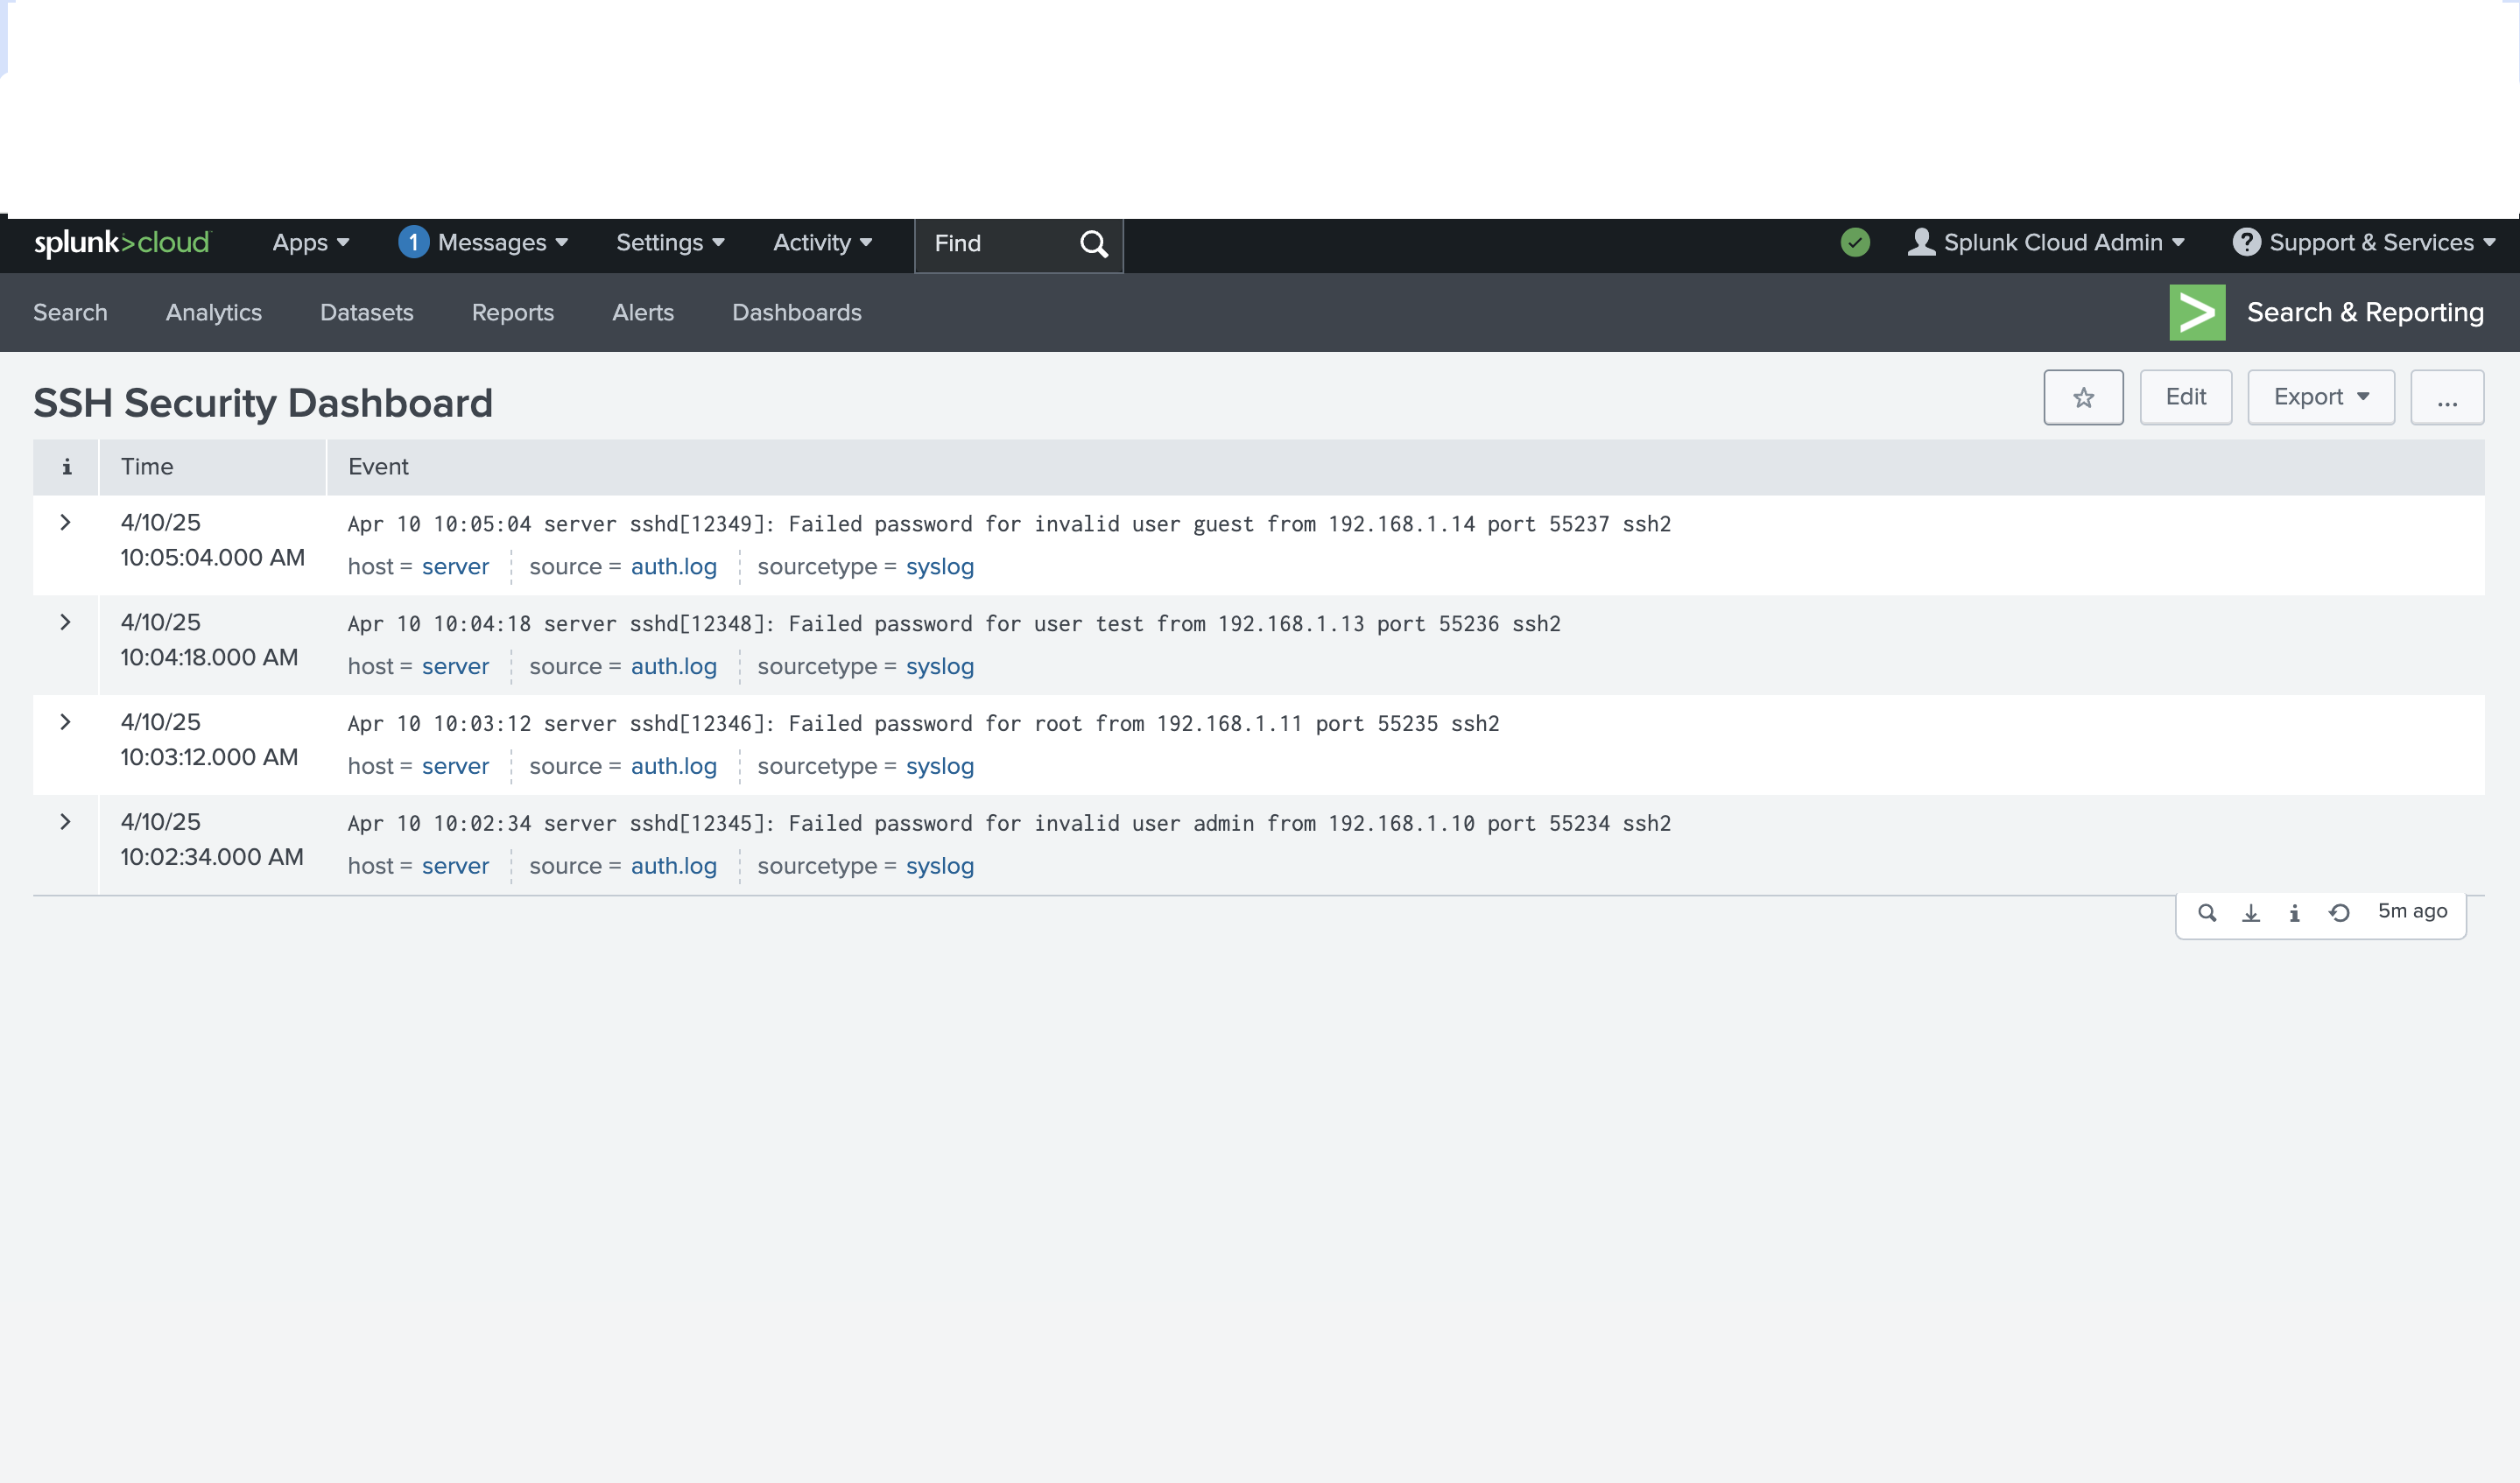 splunk>cloud Apps 1 Messages Settings Activity Find Splunk Cloud Admin ? Support & Services
Search Analytics Datasets Reports Alerts Dashboards > Search & Reporting
SSH Security Dashboard Edit Export ...
i Time Event
4/10/25 Apr 10 10:05:04 server sshd[12349]: Failed password for invalid user guest from 192.168.1.14 port 55237 ssh2
10:05:04.000 AM host = server source = auth.log sourcetype = syslog
4/10/25 Apr 10 10:04:18 server sshd[12348]: Failed password for user test from 192.168.1.13 port 55236 ssh2
10:04:18.000 AM host = server source = auth.log sourcetype = syslog
4/10/25 Apr 10 10:03:12 server sshd[12346]: Failed password for root from 192.168.1.11 port 55235 ssh2
10:03:12.000 AM host = server source = auth.log sourcetype = syslog
4/10/25 Apr 10 10:02:34 server sshd[12345]: Failed password for invalid user admin from 192.168.1.10 port 55234 ssh2
10:02:34.000 AM host = server source = auth.log sourcetype = syslog
i 5m ago